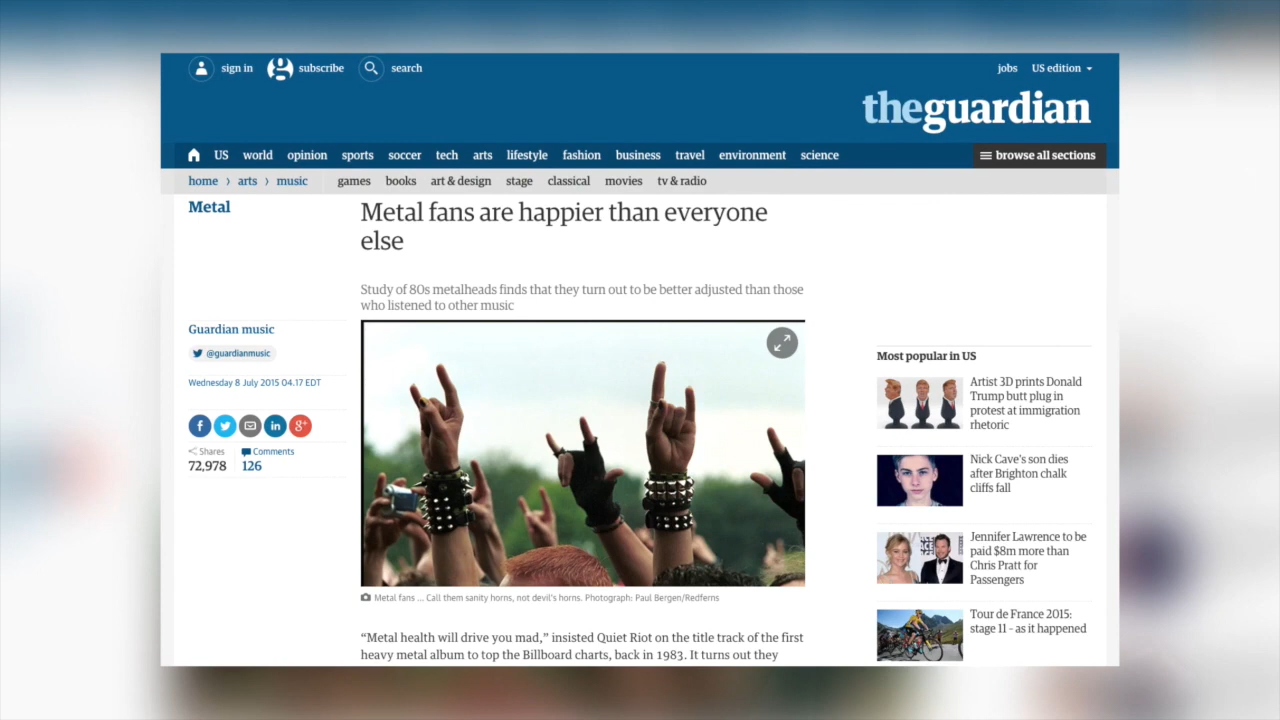 sign in
subscribe
search
jobs
US edition
theguardian
US world opinion sports soccer tech arts lifestyle fashion business travel environment science
browse all sections
home › arts › music
games books art & design stage classical movies tv & radio
Metal
Metal fans are happier than everyone
else
Study of 80s metalheads finds that they turn out to be better adjusted than those
who listened to other music
Guardian music
@guardianmusic
Wednesday 8 July 2015 04.17 EDT
Shares
72,978
Comments
126
Metal fans ... Call them sanity horns, not devil's horns. Photograph: Paul Bergen/Redferns
“Metal health will drive you mad,” insisted Quiet Riot on the title track of the first
heavy metal album to top the Billboard charts, back in 1983. It turns out they
Most popular in US
Artist 3D prints Donald
Trump butt plug in
protest at immigration
rhetoric
Nick Cave's son dies
after Brighton chalk
cliffs fall
Jennifer Lawrence to be
paid $8m more than
Chris Pratt for
Passengers
Tour de France 2015:
stage 11 – as it happened